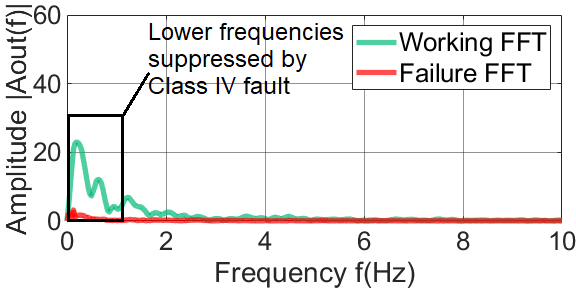 Lower frequencies
suppressed by
Class IV fault
Working FFT
Failure FFT
Amplitude |Aout(f)|
60
40
20
0
0 2 4 6 8 10
Frequency f(Hz)